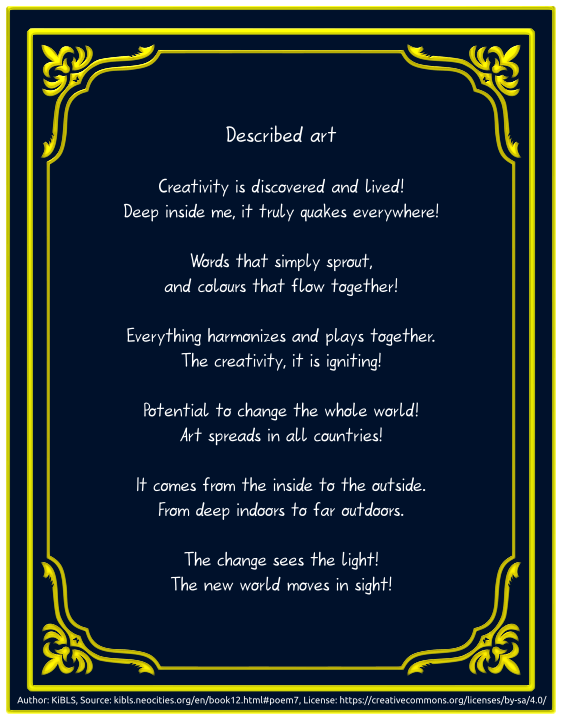 Described art
Creativity is discovered and lived!
Deep inside me, it truly quakes everywhere!
Words that simply sprout,
and colours that flow together!
Everything harmonizes and plays together.
The creativity, it is igniting!
Potential to change the whole world!
Art spreads in all countries!
It comes from the inside to the outside.
From deep indoors to far outdoors.
The change sees the light!
The new world moves in sight!
Author: KiBLS, Source: kibls.neocities.org/en/book12.html#poem7, License: https://creativecommons.org/licenses/by-sa/4.0/